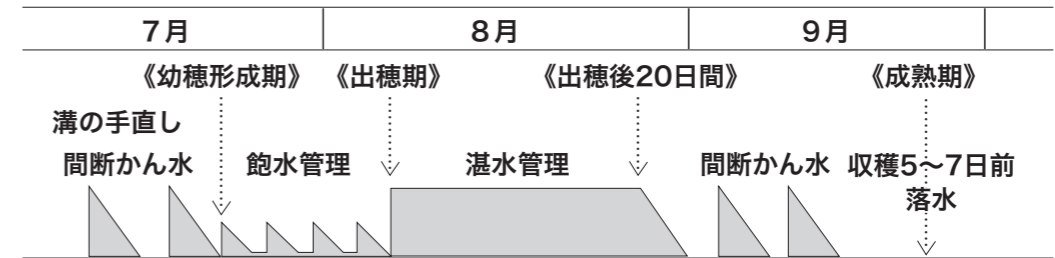 7月 8月 9月
《幼穂形成期》 《出穂期》 《出穂後20日間》 《成熟期》
溝の手直し
間断かん水 飽水管理 湛水管理 間断かん水 収穫5～7日前
落水